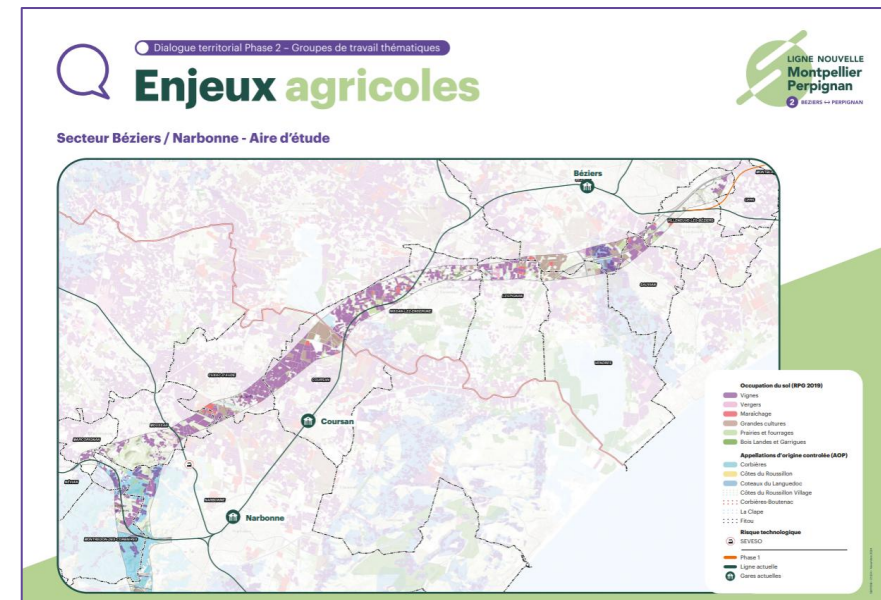 Dialogue territorial Phase 2 – Groupes de travail thématiques
Enjeux agricoles
LIGNE NOUVELLE
Montpellier
Perpignan
2 BEZIERS ↔ PERPIGNAN
Secteur Béziers / Narbonne - Aire d'étude
Béziers
Coursan
Narbonne
Occupation du sol (RPG 2019)
Vignes
Vergers
Maraîchage
Grandes cultures
Prairies et fourrages
Bois Landes et Garrigues
Appellations d'origine controlée (AOP)
Corbières
Côtes du Roussillon
Coteaux du Languedoc
Côtes du Roussillon Village
Corbières-Boutenac
La Clape
Fitou
Risque technologique
SEVESO
Phase 1
Ligne actuelle
Gares actuelles